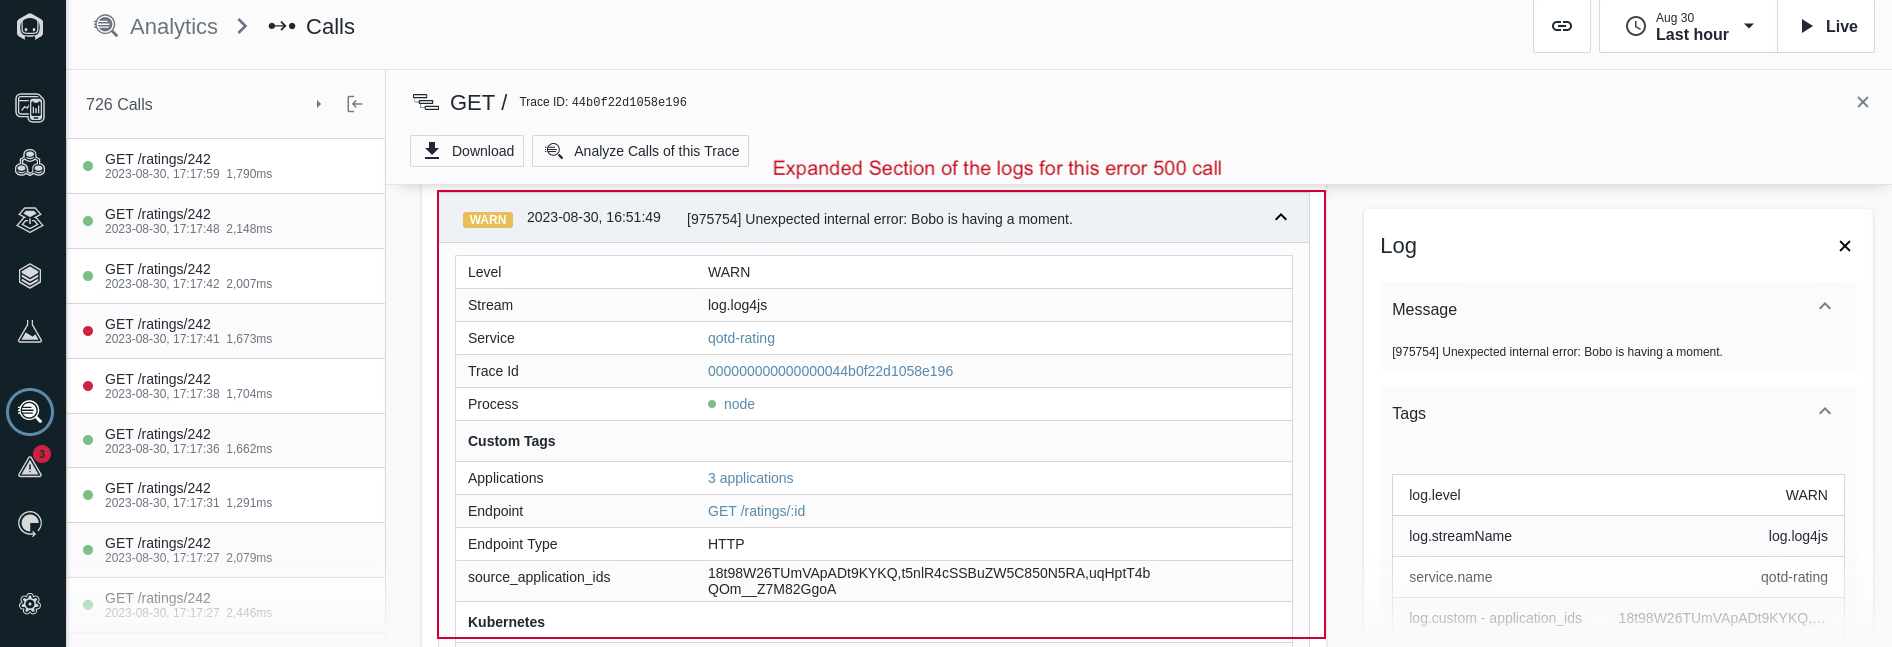 Analytics
Calls
Aug 30
Last hour
Live
726 Calls
GET /ratings/242
2023-08-30, 17:17:59 1,790ms
GET /ratings/242
2023-08-30, 17:17:48 2,148ms
GET /ratings/242
2023-08-30, 17:17:42 2,007ms
GET /ratings/242
2023-08-30, 17:17:41 1,673ms
GET /ratings/242
2023-08-30, 17:17:38 1,704ms
GET /ratings/242
2023-08-30, 17:17:36 1,662ms
GET /ratings/242
2023-08-30, 17:17:31 1,291ms
GET /ratings/242
2023-08-30, 17:17:27 2,079ms
GET /ratings/242
2023-08-30, 17:17:27 2,446ms
3
GET / Trace ID: 44b0f22d1058e196
Download
Analyze Calls of this Trace
Expanded Section of the logs for this error 500 call
WARN 2023-08-30, 16:51:49 [975754] Unexpected internal error: Bobo is having a moment.
Level WARN
Stream log.log4js
Service qotd-rating
Trace Id 000000000000000044b0f22d1058e196
Process node
Custom Tags
Applications 3 applications
Endpoint GET /ratings/:id
Endpoint Type HTTP
source_application_ids 18t98W26TUmVApADt9KYKQ,t5nlR4cSSBuZW5C850N5RA,uqHptT4b
QOm__Z7M82GgoA
Kubernetes
Log
Message
[975754] Unexpected internal error: Bobo is having a moment.
Tags
log.level WARN
log.streamName log.log4js
service.name qotd-rating
log.custom - application_ids 18t98W26TUmVApADt9KYKQ,...